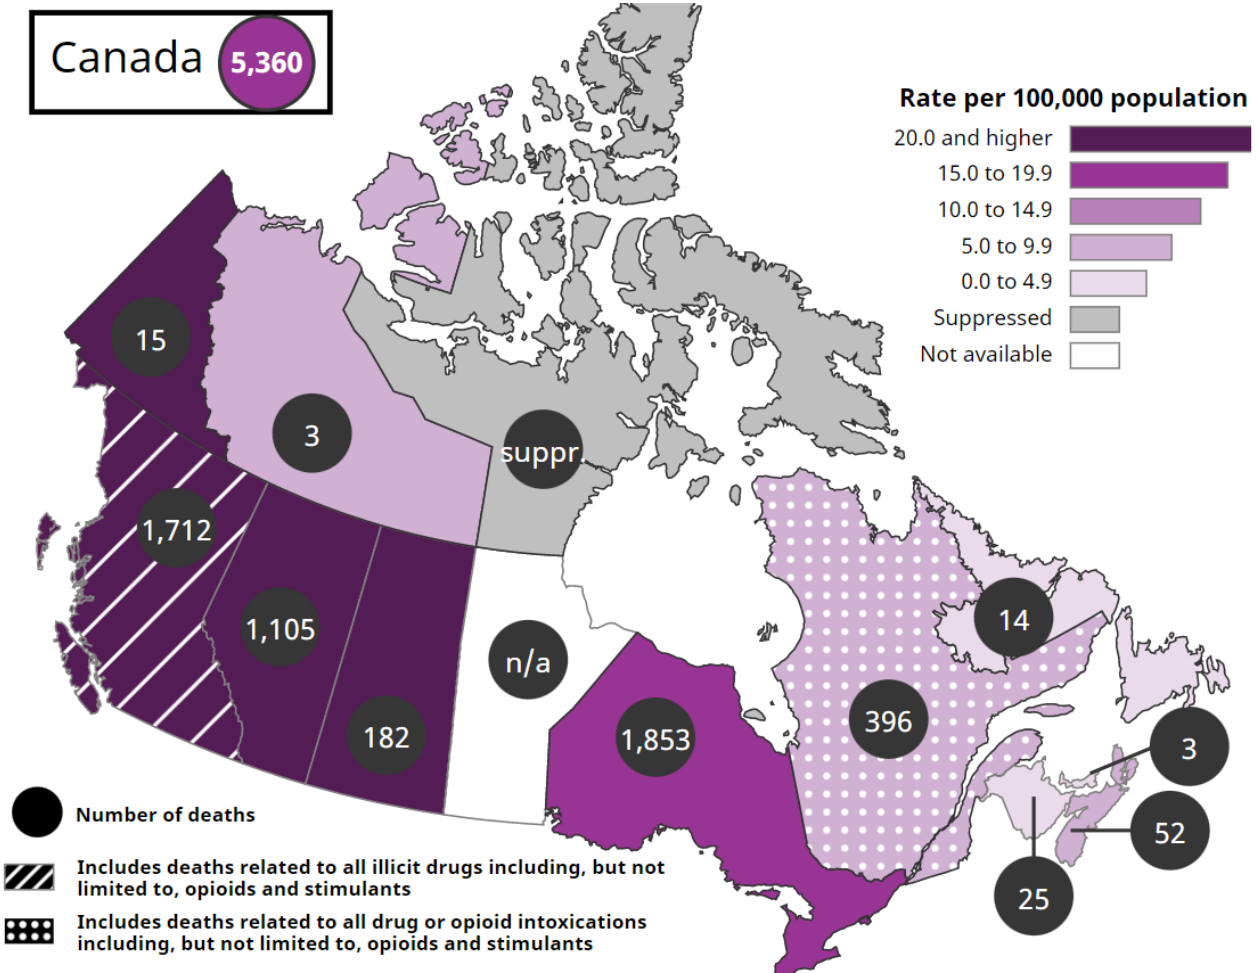 Canada 5,360
Rate per 100,000 population
20.0 and higher
15.0 to 19.9
10.0 to 14.9
5.0 to 9.9
0.0 to 4.9
Suppressed
Not available
15
3
suppr.
1,712
1,105
182
n/a
1,853
396
14
3
52
25
Number of deaths
Includes deaths related to all illicit drugs including, but not
limited to, opioids and stimulants
Includes deaths related to all drug or opioid intoxications
including, but not limited to, opioids and stimulants